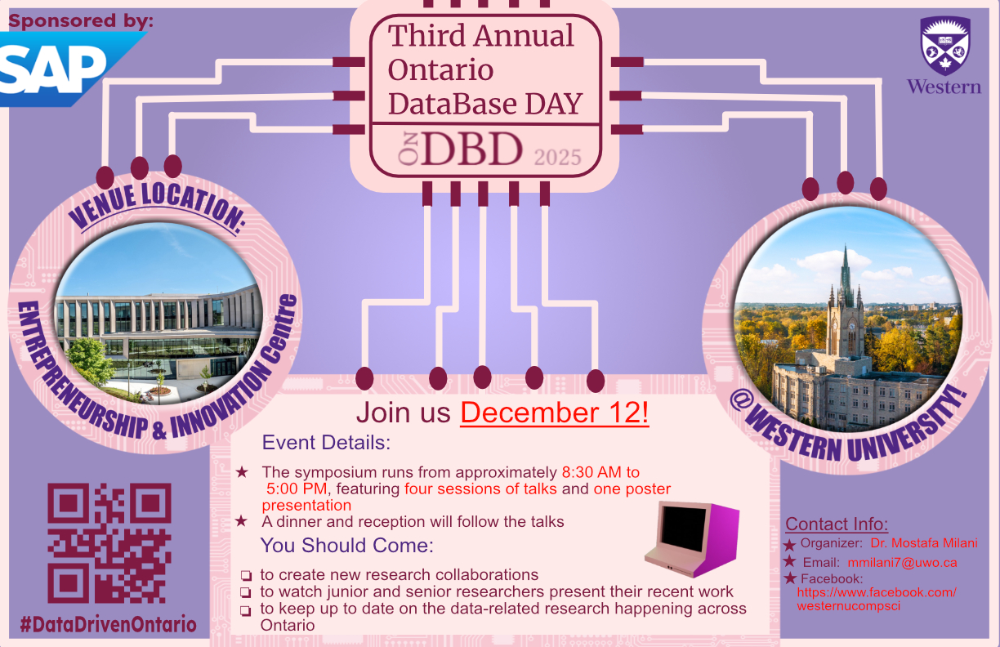 Sponsored by:
SAP
Third Annual
Ontario
DataBase DAY
ON DBD 2025
Western
VENUE LOCATION:
ENTREPRENEURSHIP & INNOVATION Centre
@ WESTERN UNIVERSITY!
Join us December 12!
Event Details:
★ The symposium runs from approximately 8:30 AM to
5:00 PM, featuring four sessions of talks and one poster
presentation
★ A dinner and reception will follow the talks
You Should Come:
❏ to create new research collaborations
❏ to watch junior and senior researchers present their recent work
❏ to keep up to date on the data-related research happening across
Ontario
#DataDrivenOntario
Contact Info:
★ Organizer: Dr. Mostafa Milani
★ Email: mmilani7@uwo.ca
★ Facebook:
https://www.facebook.com/
westernucompsci